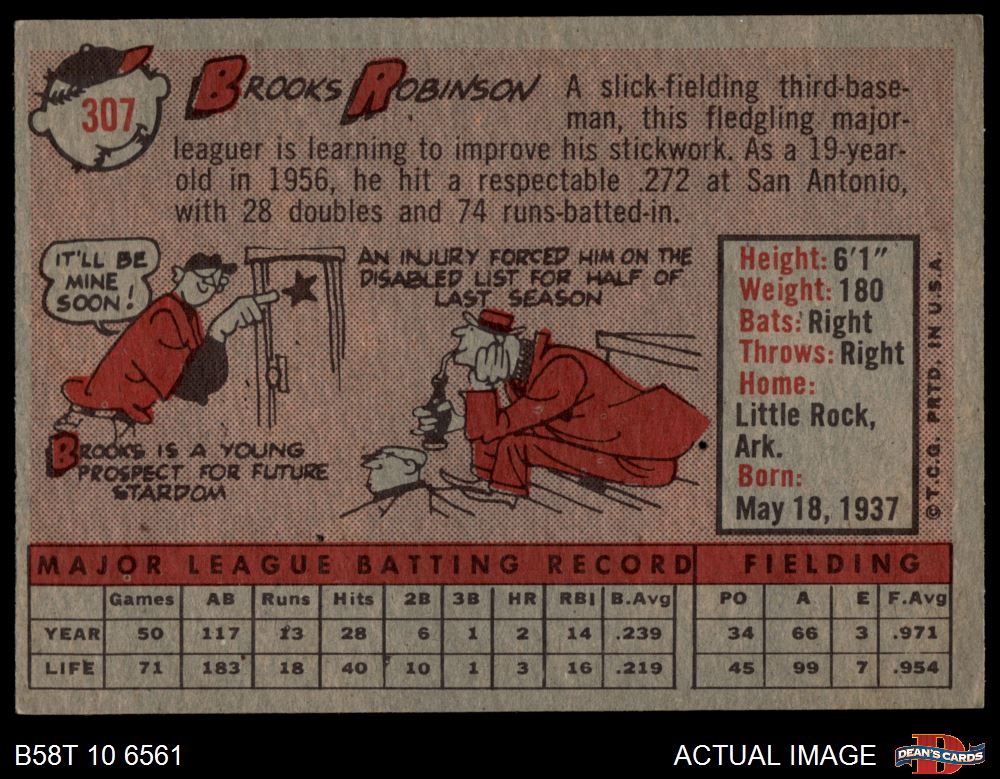 307
BROOKS ROBINSON
A slick-fielding third-base-
man, this fledgling major-
leaguer is learning to improve his stickwork. As a 19-year-
old in 1956, he hit a respectable .272 at San Antonio,
with 28 doubles and 74 runs-batted-in.
IT'LL BE
MINE
SOON!
BROOKS IS A YOUNG
PROSPECT FOR FUTURE
STARDOM
AN INJURY FORCED HIM ON THE
DISABLED LIST FOR HALF OF
LAST SEASON
Height: 6'1"
Weight: 180
Bats: Right
Throws: Right
Home:
Little Rock,
Ark.
Born:
May 18, 1937
©T.C.G. PRTD. IN U.S.A.
MAJOR LEAGUE BATTING RECORD FIELDING
Games AB Runs Hits 2B 3B HR RBI B.Avg PO A E F.Avg
YEAR 50 117 13 28 6 1 2 14 .239 34 66 3 .971
LIFE 71 183 18 40 10 1 3 16 .219 45 99 7 .954
B58T 10 6561 ACTUAL IMAGE
D
DEAN'S CARDS